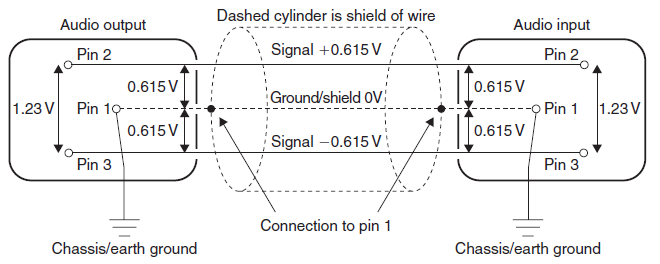 Audio output
Dashed cylinder is shield of wire
Audio input
Pin 2
Signal +0.615 V
Pin 2
0.615 V
0.615 V
1.23 V
Pin 1
Ground/shield 0V
Pin 1
1.23 V
0.615 V
0.615 V
Signal −0.615 V
Pin 3
Pin 3
Connection to pin 1
Chassis/earth ground
Chassis/earth ground